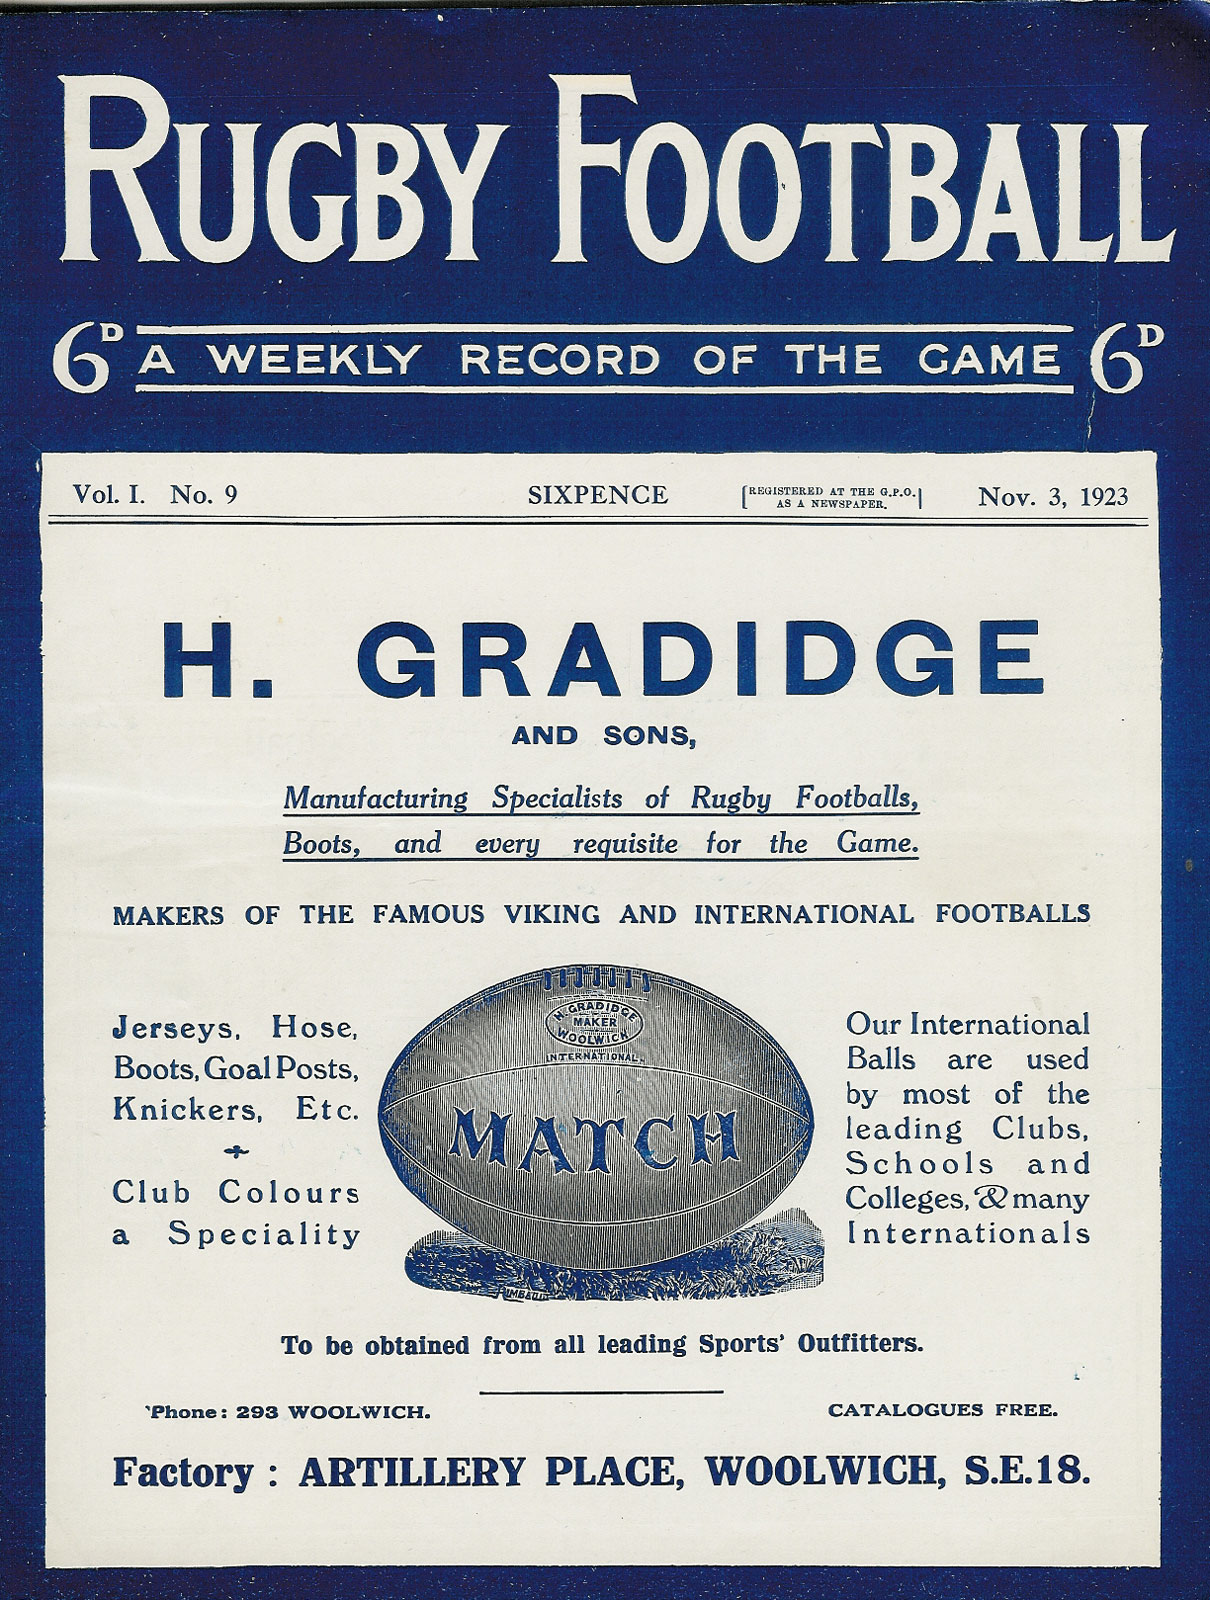 RUGBY FOOTBALL
6D A WEEKLY RECORD OF THE GAME 6D
Vol. I. No. 9 SIXPENCE [REGISTERED AT THE G.P.O. AS A NEWSPAPER.] Nov. 3, 1923
H. GRADIDGE
AND SONS,
Manufacturing Specialists of Rugby Footballs,
Boots, and every requisite for the Game.
MAKERS OF THE FAMOUS VIKING AND INTERNATIONAL FOOTBALLS
Jerseys, Hose,
Boots, Goal Posts,
Knickers, Etc.
Club Colours
a Speciality
H. GRADIDGE
MAKER
WOOLWICH
INTERNATIONAL.
MATCH
Our International
Balls are used
by most of the
leading Clubs,
Schools and
Colleges, & many
Internationals
To be obtained from all leading Sports' Outfitters.
'Phone: 293 WOOLWICH. CATALOGUES FREE.
Factory: ARTILLERY PLACE, WOOLWICH, S.E.18.